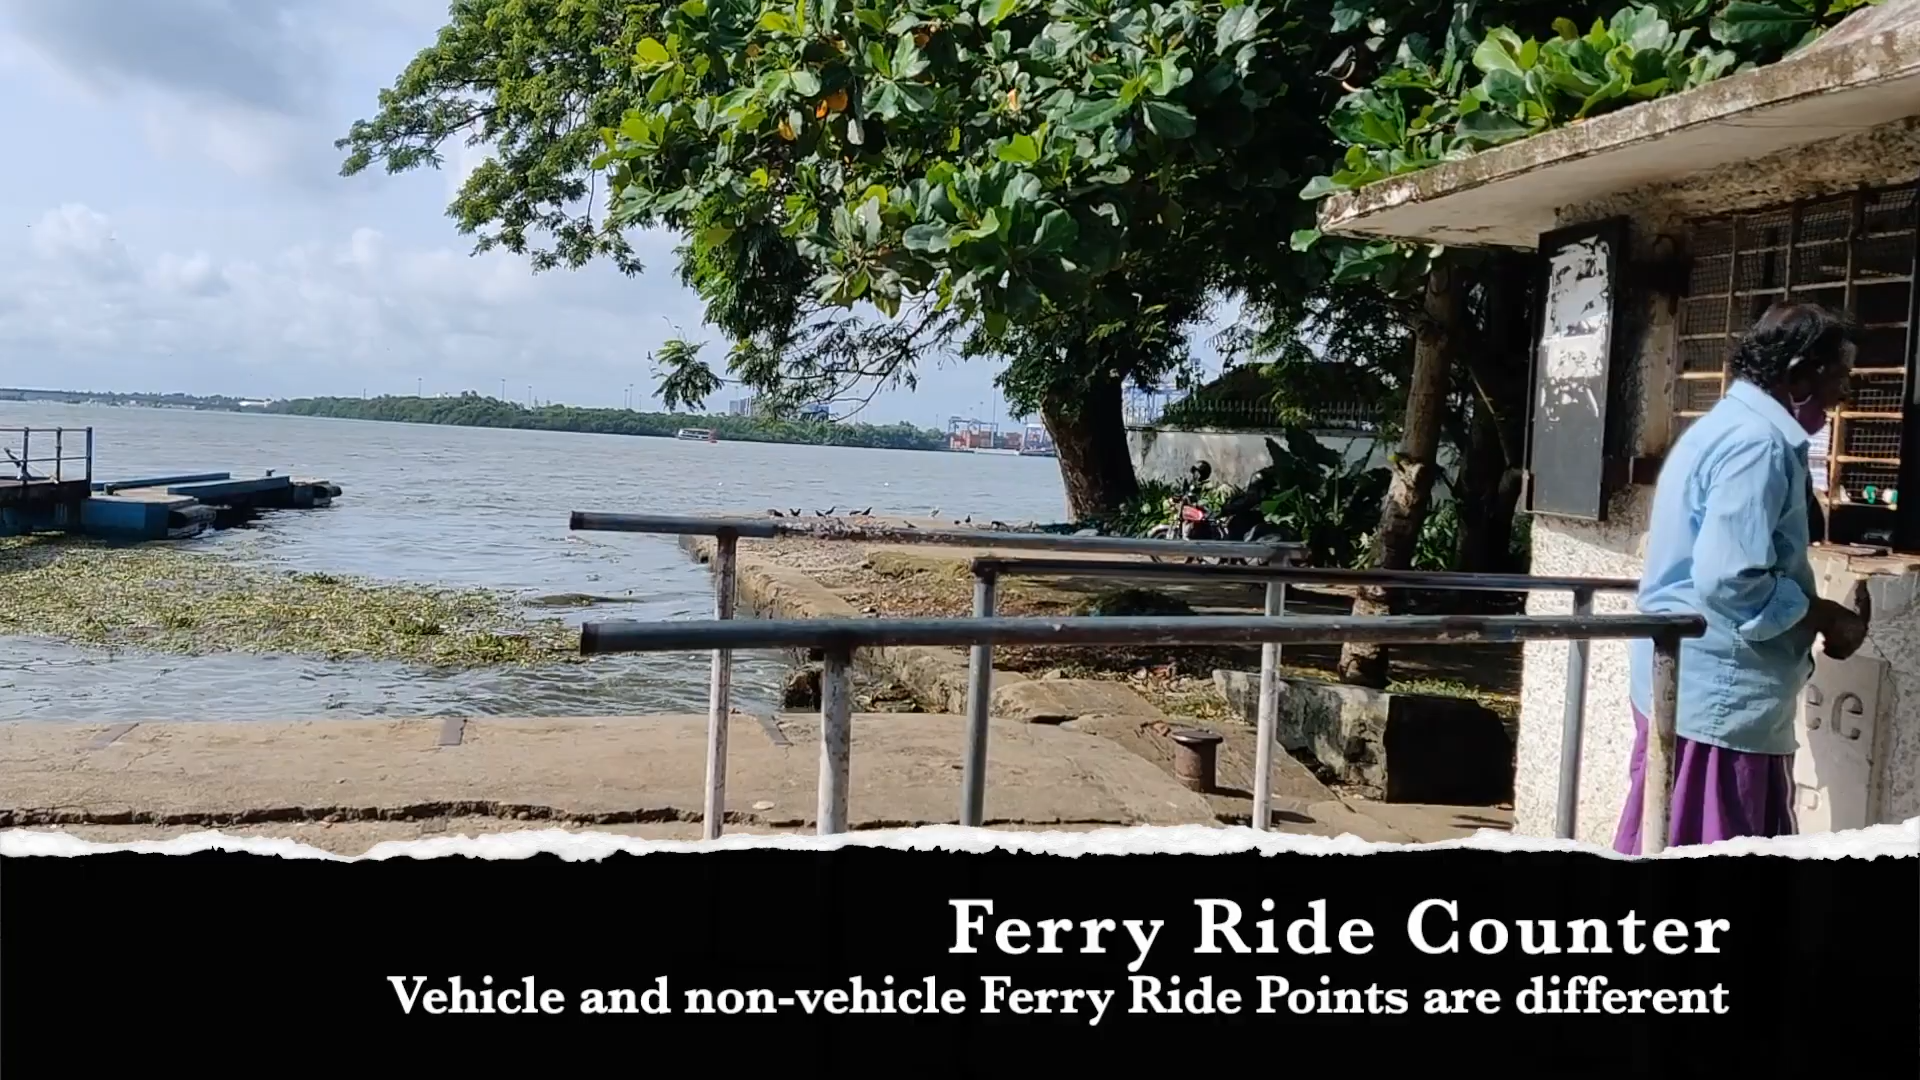 Ferry Ride Counter
Vehicle and non-vehicle Ferry Ride Points are different